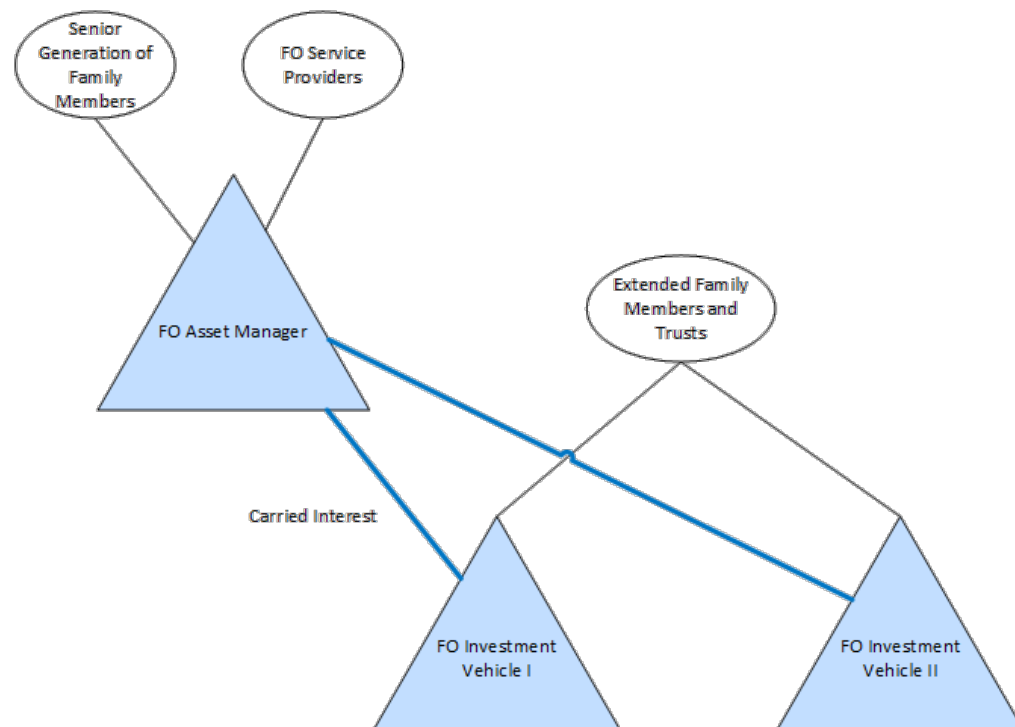 Senior
Generation of
Family
Members
FO Service
Providers
FO Asset Manager
Extended Family
Members and
Trusts
Carried Interest
FO Investment
Vehicle I
FO Investment
Vehicle II